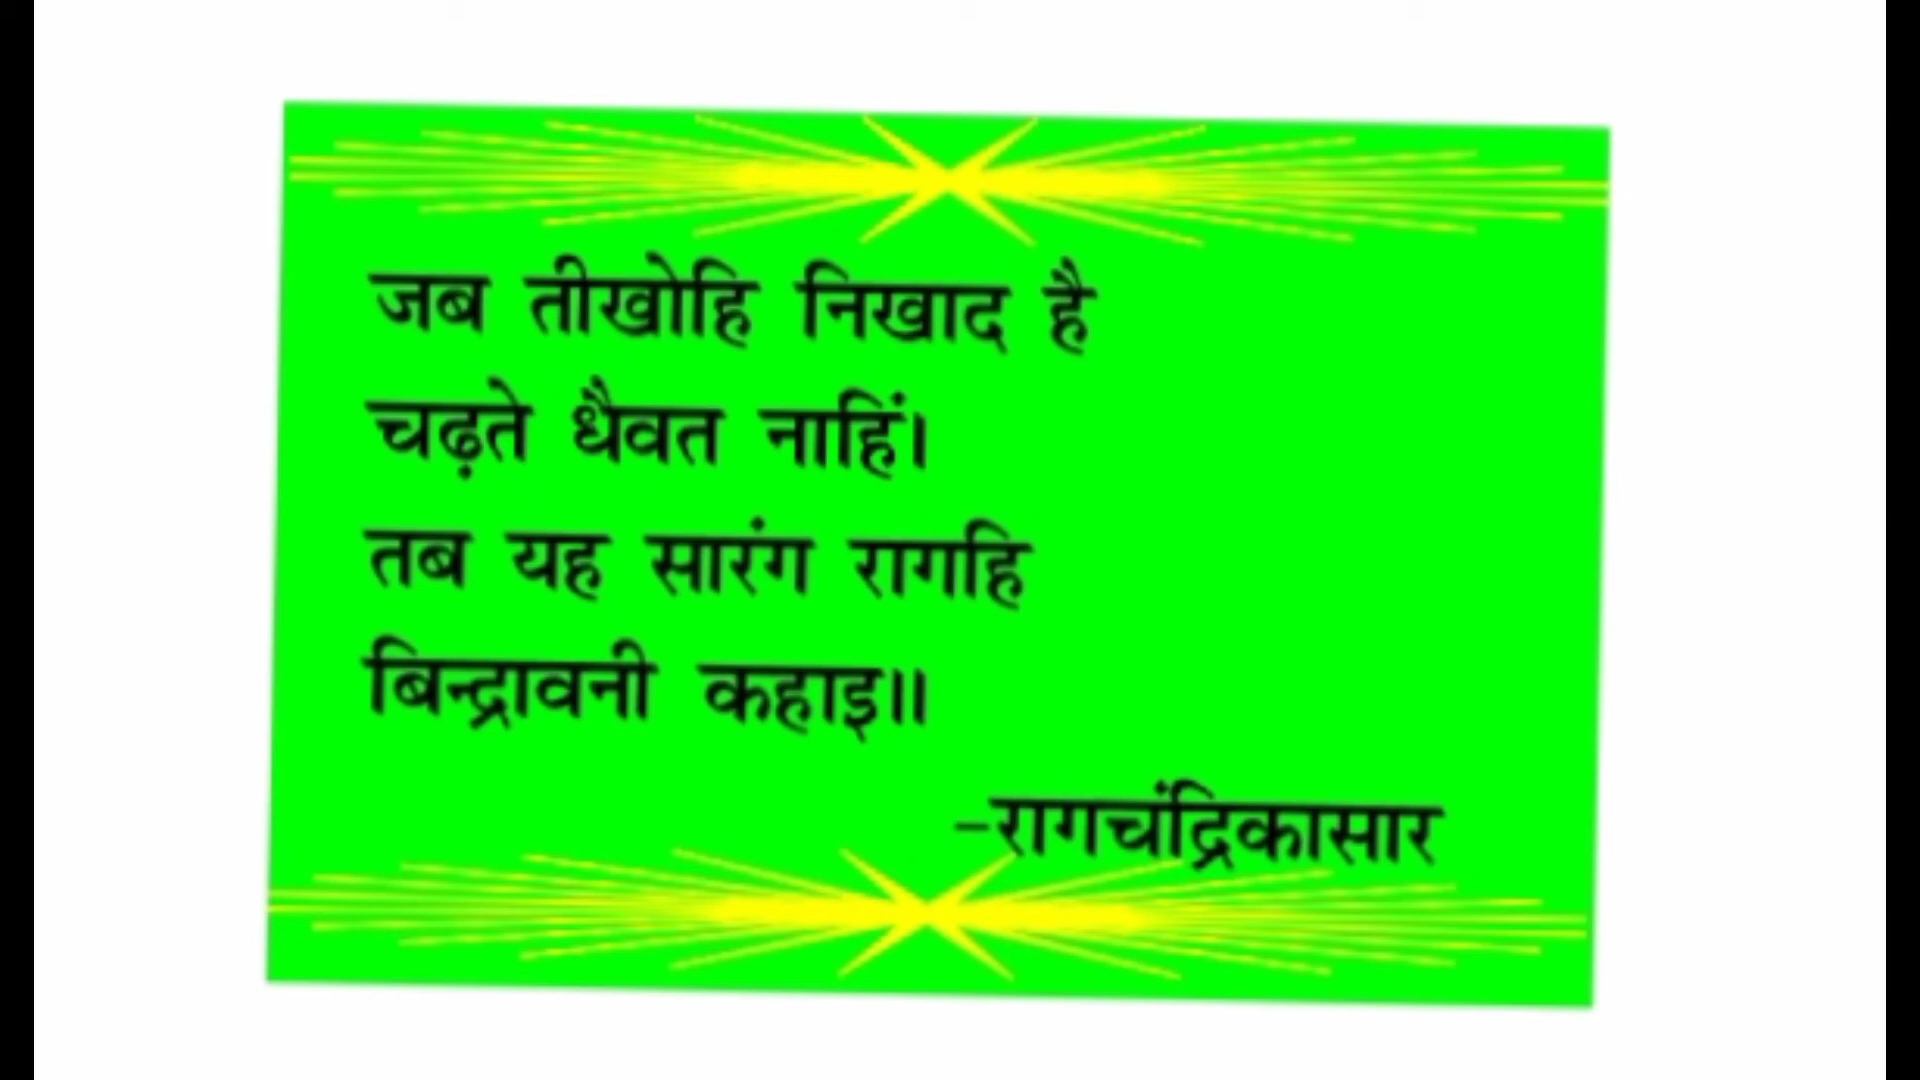 जब तीखोहि निखाद है
चढ़ते धैवत नाहिं।
तब यह सारंग रागहि
बिन्द्रावनी कहाइ॥
–रागचंद्रिकासार